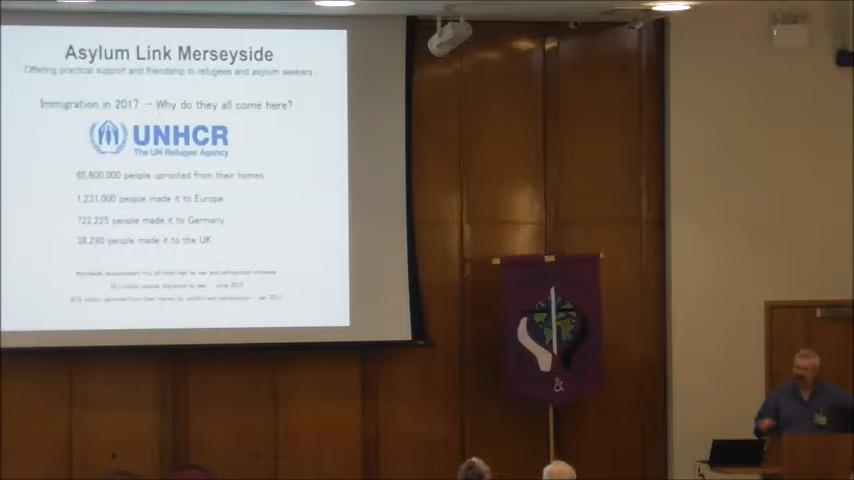 Asylum Link Merseyside
Offering practical support and friendship to refugees and asylum seekers -
Immigration in 2017 - Why do they all come here?
UNHCR
The UN Refugee Agency
65,600,000 people uprooted from their homes
1,231,000 people made it to Europe
722,225 people made it to Germany
38,290 people made it to the UK
&